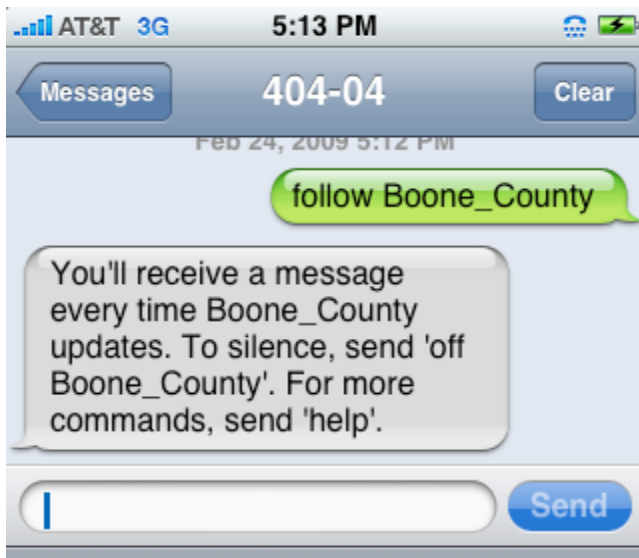 AT&T 3G 5:13 PM
Messages 404-04 Clear
Feb 24, 2009 5:12 PM
follow Boone_County
You'll receive a message
every time Boone_County
updates. To silence, send 'off
Boone_County'. For more
commands, send 'help'.
Send